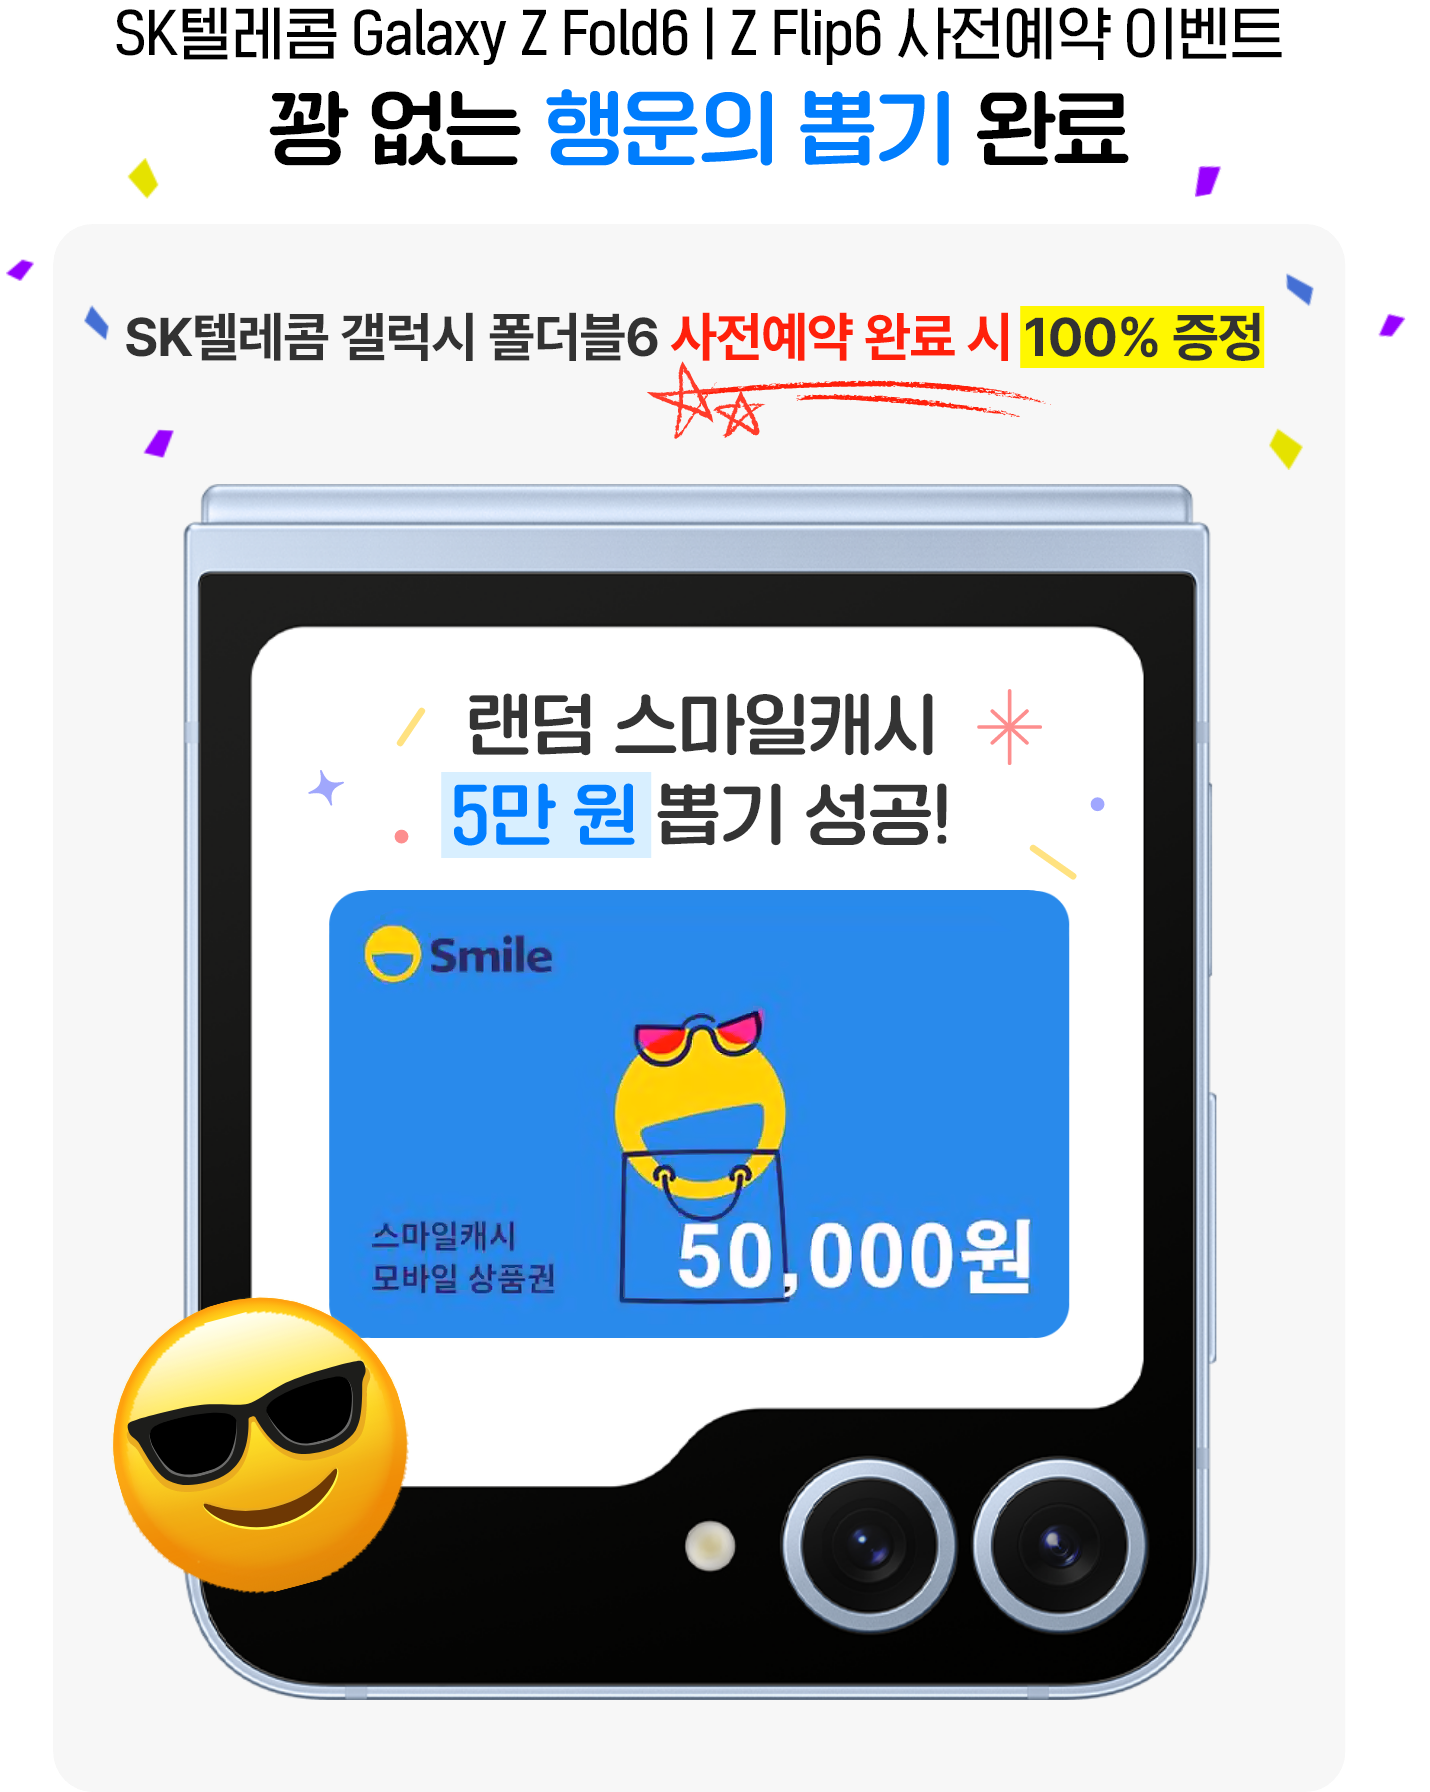 SK텔레콤 Galaxy Z Fold6 | Z Flip6 사전예약 이벤트
꽝 없는 행운의 뽑기 완료
SK텔레콤 갤럭시 폴더블6 사전예약 완료 시 100% 증정
랜덤 스마일캐시
5만 원 뽑기 성공!
Smile
스마일캐시
모바일 상품권
50,000원